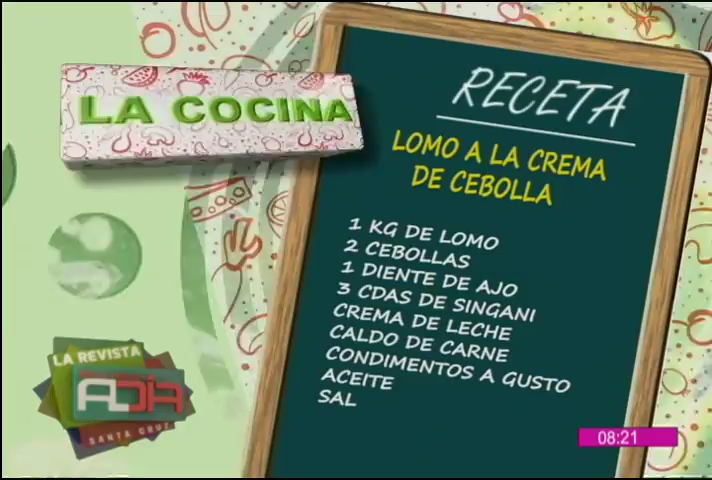 LA COCINA
RECETA
LOMO A LA CREMA
DE CEBOLLA
1 KG DE LOMO
2 CEBOLLAS
1 DIENTE DE AJO
3 CDAS DE SINGANI
CREMA DE LECHE
CALDO DE CARNE
CONDIMENTOS A GUSTO
ACEITE
SAL
LA REVISTA
AL DÍA
SANTA CRUZ
08:21